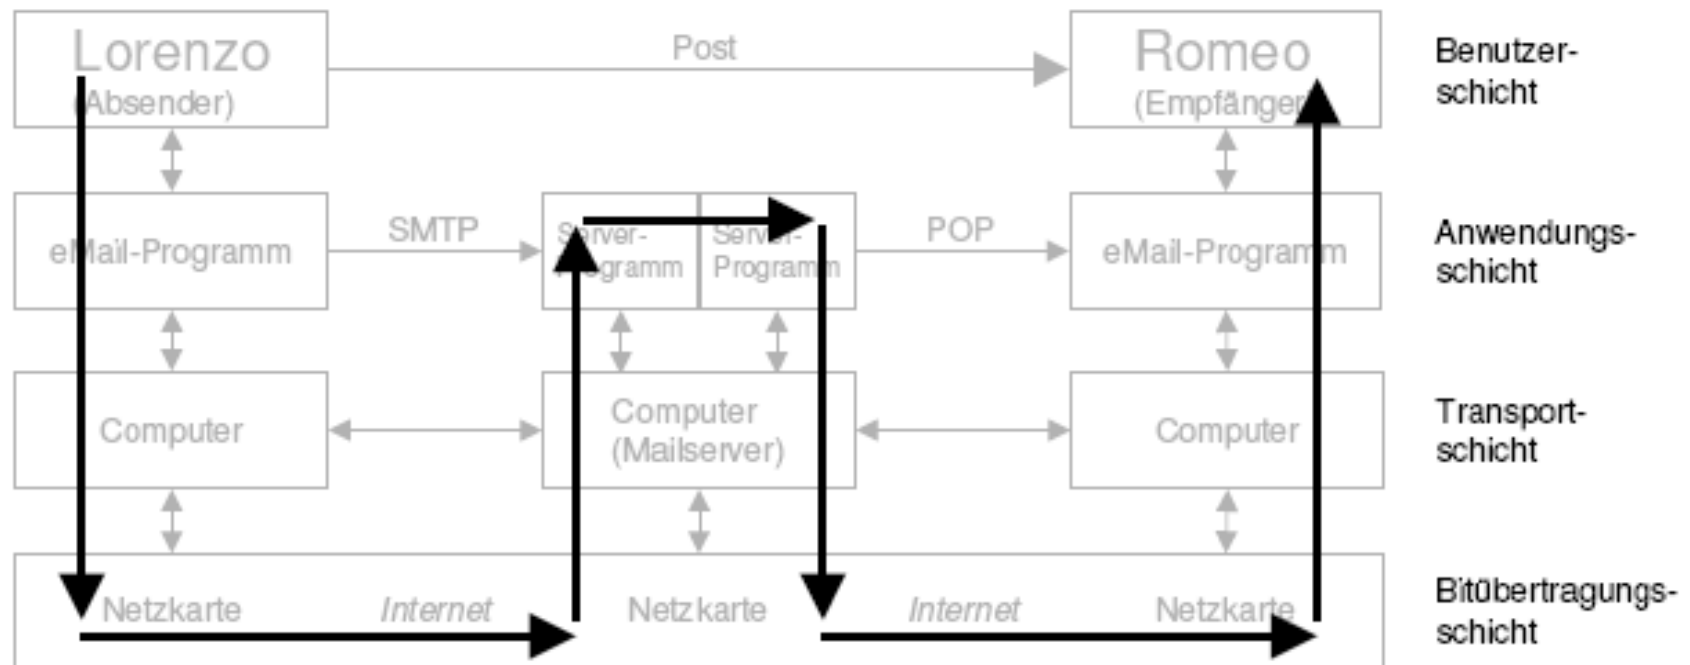 Lorenzo
(Absender)
Post
Romeo
(Empfänger)
Benutzer-
schicht
eMail-Programm
SMTP
Server-
Programm
Server-
Programm
POP
eMail-Programm
Anwendungs-
schicht
Computer
Computer
(Mailserver)
Computer
Transport-
schicht
Netzkarte
Internet
Netzkarte
Internet
Netzkarte
Bitübertragungs-
schicht